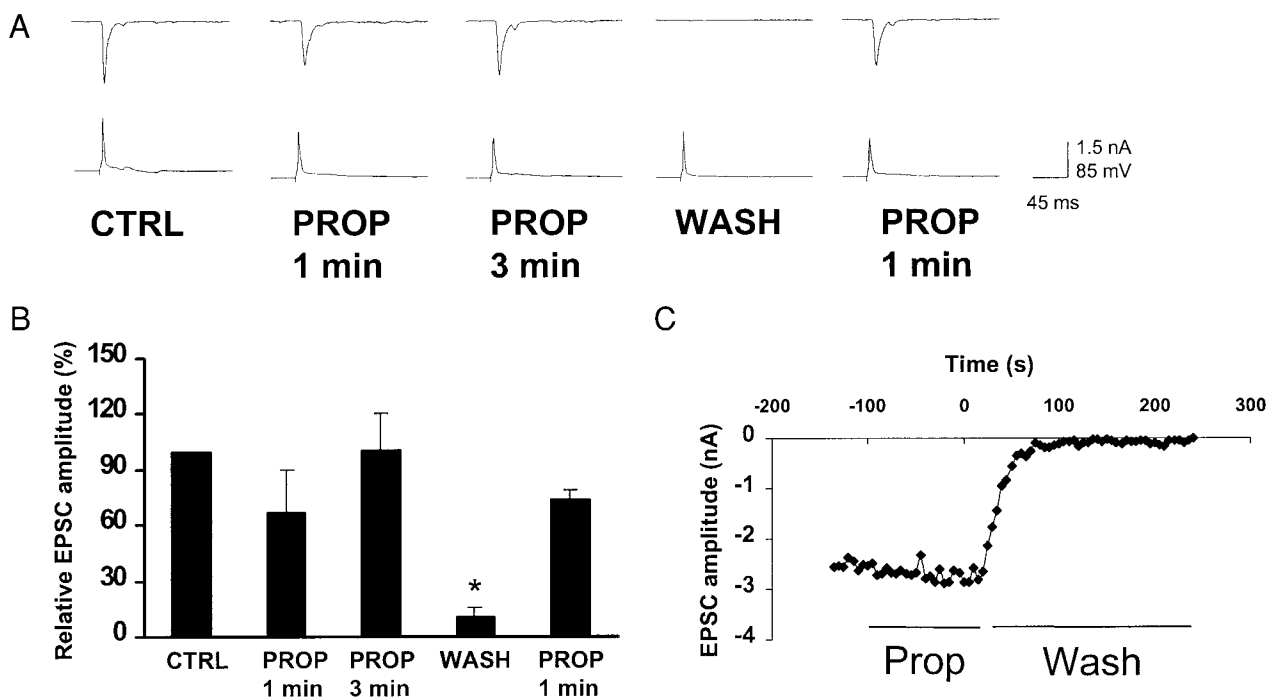 A
1.5 nA
85 mV
45 ms
CTRL
PROP
1 min
PROP
3 min
WASH
PROP
1 min
B
Relative EPSC amplitude (%)
150
120
90
60
30
0
*
CTRL
PROP
1 min
PROP
3 min
WASH
PROP
1 min
C
Time (s)
-200
-100
0
100
200
300
EPSC amplitude (nA)
0
-1
-2
-3
-4
Prop
Wash